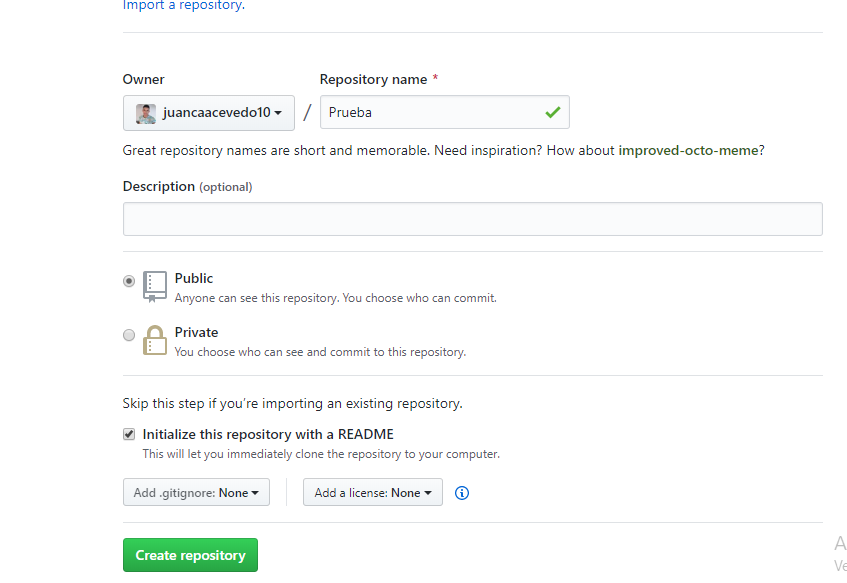 Import a repository.
Owner
Repository name *
juancaacevedo10 / Prueba
Great repository names are short and memorable. Need inspiration? How about improved-octo-meme?
Description (optional)
Public
Anyone can see this repository. You choose who can commit.
Private
You choose who can see and commit to this repository.
Skip this step if you’re importing an existing repository.
Initialize this repository with a README
This will let you immediately clone the repository to your computer.
Add .gitignore: None
Add a license: None
Create repository